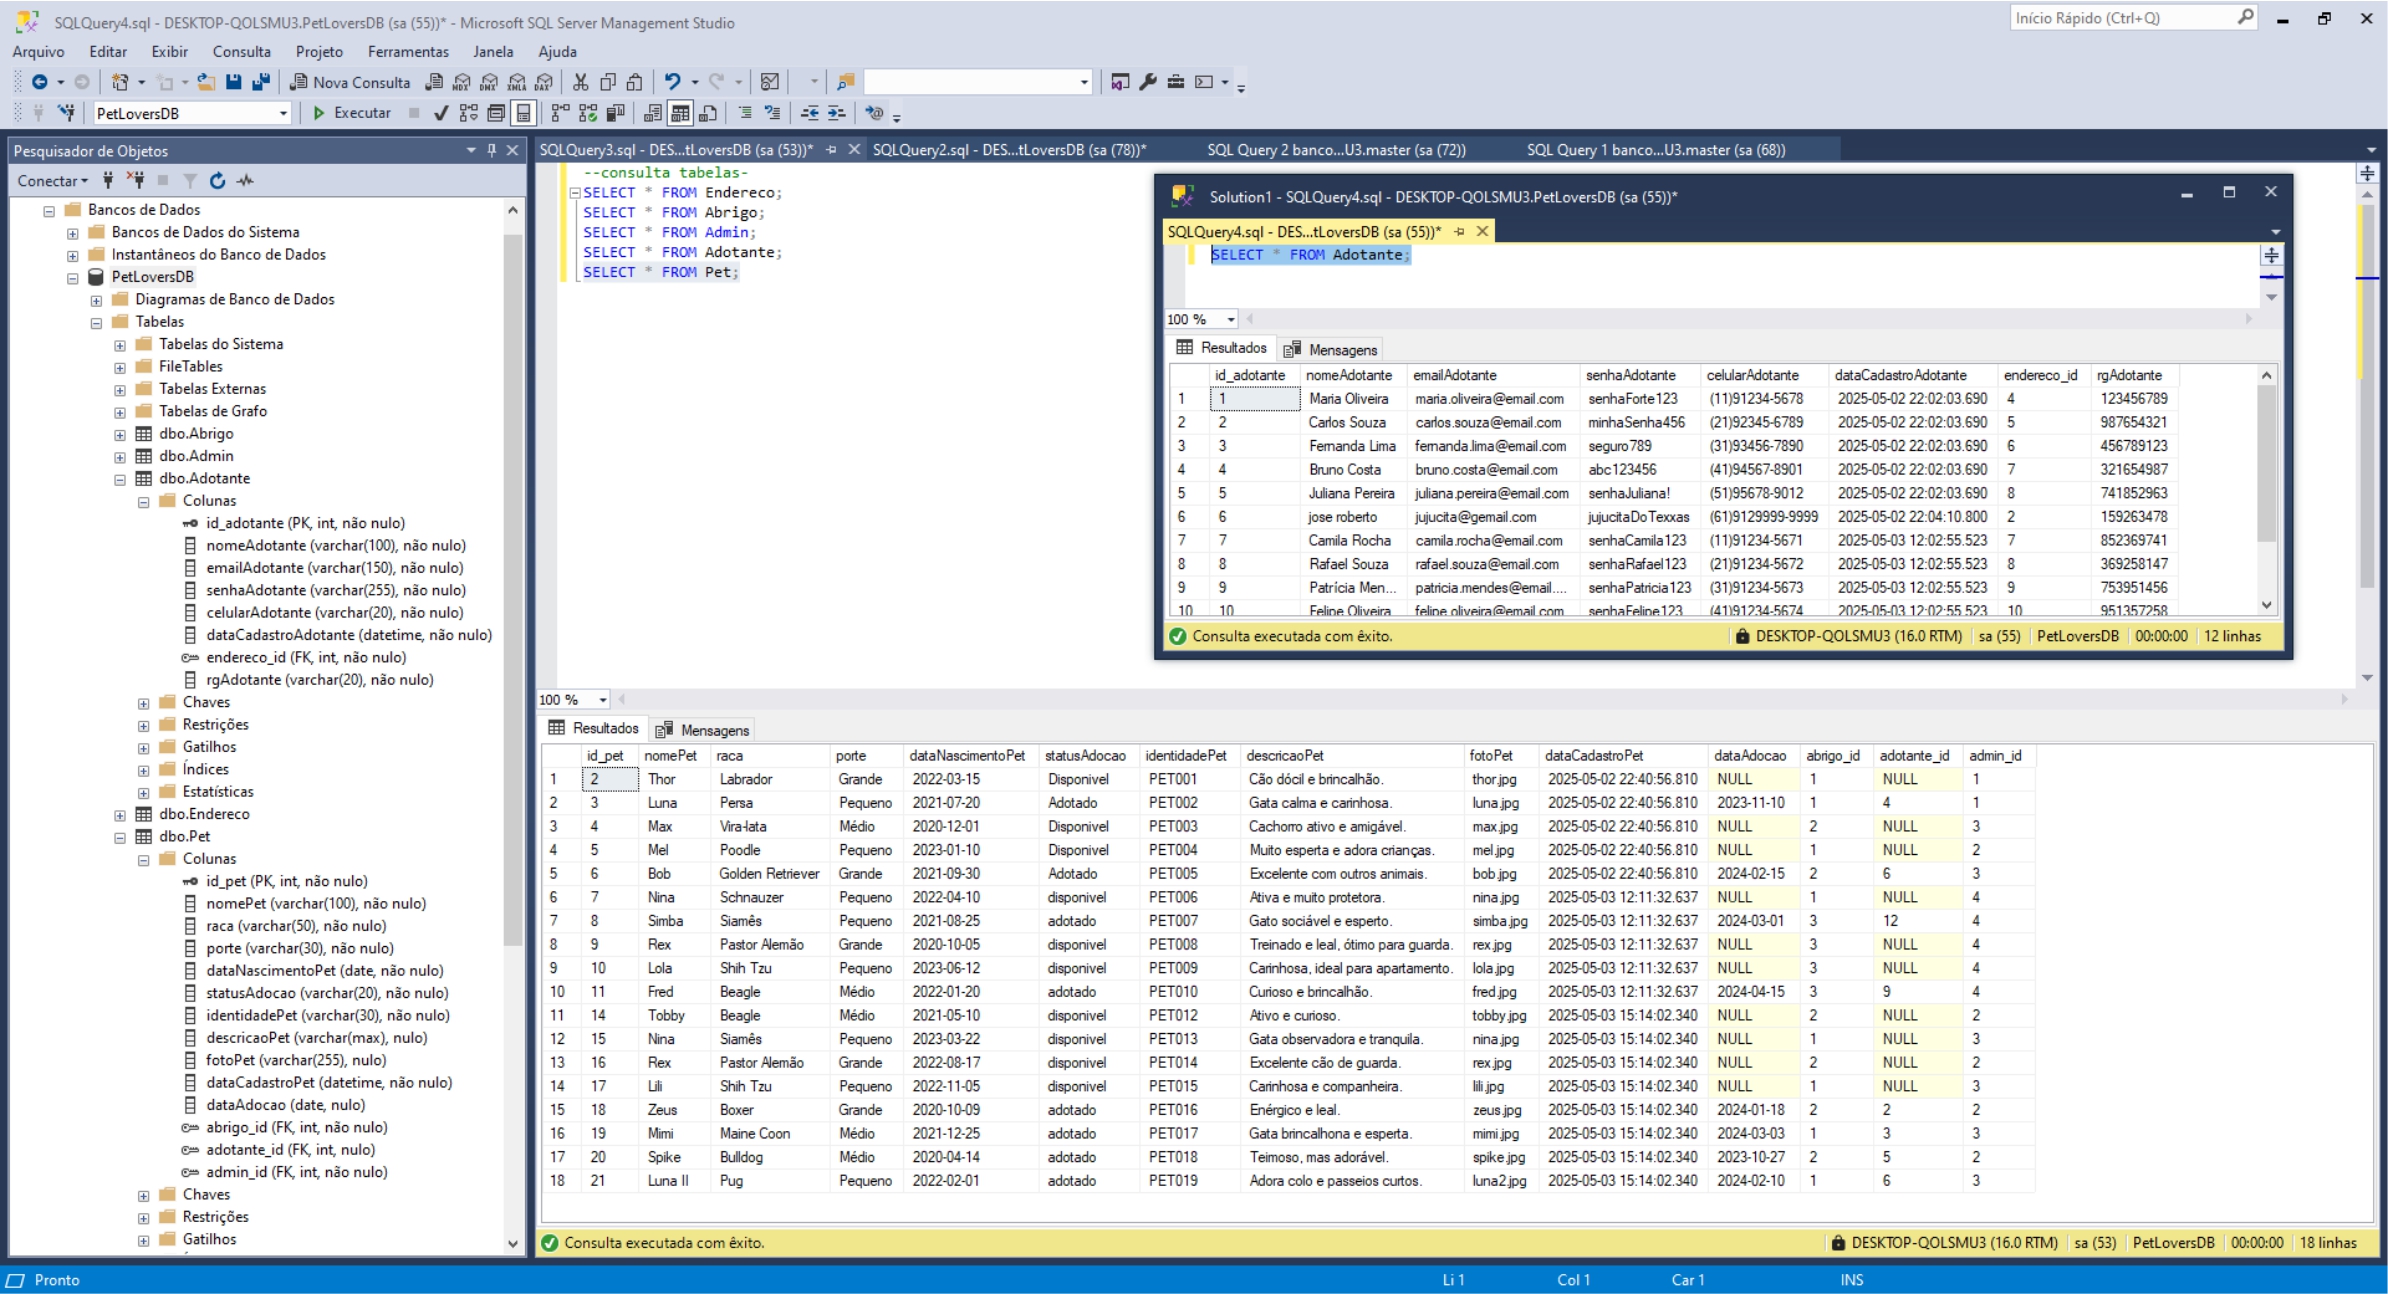 SQLQuery4.sql - DESKTOP-QOLSMU3.PetLoversDB (sa (55))* - Microsoft SQL Server Management Studio
Início Rápido (Ctrl+Q)
Arquivo Editar Exibir Consulta Projeto Ferramentas Janela Ajuda
Nova Consulta MDX DMX XMLA DAX
PetLoversDB Executar
Pesquisador de Objetos
Conectar
Bancos de Dados
Bancos de Dados do Sistema
Instantâneos do Banco de Dados
PetLoversDB
Diagramas de Banco de Dados
Tabelas
Tabelas do Sistema
FileTables
Tabelas Externas
Tabelas de Grafo
dbo.Abrigo
dbo.Admin
dbo.Adotante
Colunas
id_adotante (PK, int, não nulo)
nomeAdotante (varchar(100), não nulo)
emailAdotante (varchar(150), não nulo)
senhaAdotante (varchar(255), não nulo)
celularAdotante (varchar(20), não nulo)
dataCadastroAdotante (datetime, não nulo)
endereco_id (FK, int, não nulo)
rgAdotante (varchar(20), não nulo)
Chaves
Restrições
Gatilhos
Índices
Estatísticas
dbo.Endereco
dbo.Pet
Colunas
id_pet (PK, int, não nulo)
nomePet (varchar(100), não nulo)
raca (varchar(50), não nulo)
porte (varchar(30), não nulo)
dataNascimentoPet (date, não nulo)
statusAdocao (varchar(20), não nulo)
identidadePet (varchar(30), não nulo)
descricaoPet (varchar(max), nulo)
fotoPet (varchar(255), nulo)
dataCadastroPet (datetime, não nulo)
dataAdocao (date, nulo)
abrigo_id (FK, int, não nulo)
adotante_id (FK, int, nulo)
admin_id (FK, int, não nulo)
Chaves
Restrições
Gatilhos
SQLQuery3.sql - DES...tLoversDB (sa (53))* SQLQuery2.sql - DES...tLoversDB (sa (78))* SQL Query 2 banco...U3.master (sa (72)) SQL Query 1 banco...U3.master (sa (68))
--consulta tabelas-
SELECT * FROM Endereco;
SELECT * FROM Abrigo;
SELECT * FROM Admin;
SELECT * FROM Adotante;
SELECT * FROM Pet;
Solution1 - SQLQuery4.sql - DESKTOP-QOLSMU3.PetLoversDB (sa (55))*
SQLQuery4.sql - DES...tLoversDB (sa (55))*
SELECT * FROM Adotante;
100 %
Resultados Mensagens
id_adotante nomeAdotante emailAdotante senhaAdotante celularAdotante dataCadastroAdotante endereco_id rgAdotante
1 1 Maria Oliveira maria.oliveira@email.com senhaForte123 (11)91234-5678 2025-05-02 22:02:03.690 4 123456789
2 2 Carlos Souza carlos.souza@email.com minhaSenha456 (21)92345-6789 2025-05-02 22:02:03.690 5 987654321
3 3 Fernanda Lima fernanda.lima@email.com seguro789 (31)93456-7890 2025-05-02 22:02:03.690 6 456789123
4 4 Bruno Costa bruno.costa@email.com abc123456 (41)94567-8901 2025-05-02 22:02:03.690 7 321654987
5 5 Juliana Pereira juliana.pereira@email.com senhaJuliana! (51)95678-9012 2025-05-02 22:02:03.690 8 741852963
6 6 jose roberto jujucita@gemail.com jujucitaDoTexxas (61)9129999-9999 2025-05-02 22:04:10.800 2 159263478
7 7 Camila Rocha camila.rocha@email.com senhaCamila123 (11)91234-5671 2025-05-03 12:02:55.523 7 852369741
8 8 Rafael Souza rafael.souza@email.com senhaRafael123 (21)91234-5672 2025-05-03 12:02:55.523 8 369258147
9 9 Patrícia Men... patricia.mendes@email.... senhaPatricia123 (31)91234-5673 2025-05-03 12:02:55.523 9 753951456
10 10 Felipe Oliveira felipe.oliveira@email.com senhaFelipe123 (41)91234-5674 2025-05-03 12:02:55.523 10 951357258
Consulta executada com êxito. DESKTOP-QOLSMU3 (16.0 RTM) sa (55) PetLoversDB 00:00:00 12 linhas
100 %
Resultados Mensagens
id_pet nomePet raca porte dataNascimentoPet statusAdocao identidadePet descricaoPet fotoPet dataCadastroPet dataAdocao abrigo_id adotante_id admin_id
1 2 Thor Labrador Grande 2022-03-15 Disponivel PET001 Cão dócil e brincalhão. thor.jpg 2025-05-02 22:40:56.810 NULL 1 NULL 1
2 3 Luna Persa Pequeno 2021-07-20 Adotado PET002 Gata calma e carinhosa. luna.jpg 2025-05-02 22:40:56.810 2023-11-10 1 4 1
3 4 Max Vira-lata Médio 2020-12-01 Disponivel PET003 Cachorro ativo e amigável. max.jpg 2025-05-02 22:40:56.810 NULL 2 NULL 3
4 5 Mel Poodle Pequeno 2023-01-10 Disponivel PET004 Muito esperta e adora crianças. mel.jpg 2025-05-02 22:40:56.810 NULL 1 NULL 2
5 6 Bob Golden Retriever Grande 2021-09-30 Adotado PET005 Excelente com outros animais. bob.jpg 2025-05-02 22:40:56.810 2024-02-15 2 6 3
6 7 Nina Schnauzer Pequeno 2022-04-10 disponivel PET006 Ativa e muito protetora. nina.jpg 2025-05-03 12:11:32.637 NULL 1 NULL 4
7 8 Simba Siamês Pequeno 2021-08-25 adotado PET007 Gato sociável e esperto. simba.jpg 2025-05-03 12:11:32.637 2024-03-01 3 12 4
8 9 Rex Pastor Alemão Grande 2020-10-05 disponivel PET008 Treinado e leal, ótimo para guarda. rex.jpg 2025-05-03 12:11:32.637 NULL 3 NULL 4
9 10 Lola Shih Tzu Pequeno 2023-06-12 disponivel PET009 Carinhosa, ideal para apartamento. lola.jpg 2025-05-03 12:11:32.637 NULL 3 NULL 4
10 11 Fred Beagle Médio 2022-01-20 adotado PET010 Curioso e brincalhão. fred.jpg 2025-05-03 12:11:32.637 2024-04-15 3 9 4
11 14 Tobby Beagle Médio 2021-05-10 disponivel PET012 Ativo e curioso. tobby.jpg 2025-05-03 15:14:02.340 NULL 2 NULL 2
12 15 Nina Siamês Pequeno 2023-03-22 disponivel PET013 Gata observadora e tranquila. nina.jpg 2025-05-03 15:14:02.340 NULL 1 NULL 3
13 16 Rex Pastor Alemão Grande 2022-08-17 disponivel PET014 Excelente cão de guarda. rex.jpg 2025-05-03 15:14:02.340 NULL 2 NULL 2
14 17 Lili Shih Tzu Pequeno 2022-11-05 disponivel PET015 Carinhosa e companheira. lili.jpg 2025-05-03 15:14:02.340 NULL 1 NULL 3
15 18 Zeus Boxer Grande 2020-10-09 adotado PET016 Enérgico e leal. zeus.jpg 2025-05-03 15:14:02.340 2024-01-18 2 2 2
16 19 Mimi Maine Coon Médio 2021-12-25 adotado PET017 Gata brincalhona e esperta. mimi.jpg 2025-05-03 15:14:02.340 2024-03-03 1 3 3
17 20 Spike Bulldog Médio 2020-04-14 adotado PET018 Teimoso, mas adorável. spike.jpg 2025-05-03 15:14:02.340 2023-10-27 2 5 2
18 21 Luna II Pug Pequeno 2022-02-01 adotado PET019 Adora colo e passeios curtos. luna2.jpg 2025-05-03 15:14:02.340 2024-02-10 1 6 3
Consulta executada com êxito. DESKTOP-QOLSMU3 (16.0 RTM) sa (53) PetLoversDB 00:00:00 18 linhas
Pronto Li 1 Col 1 Car 1 INS